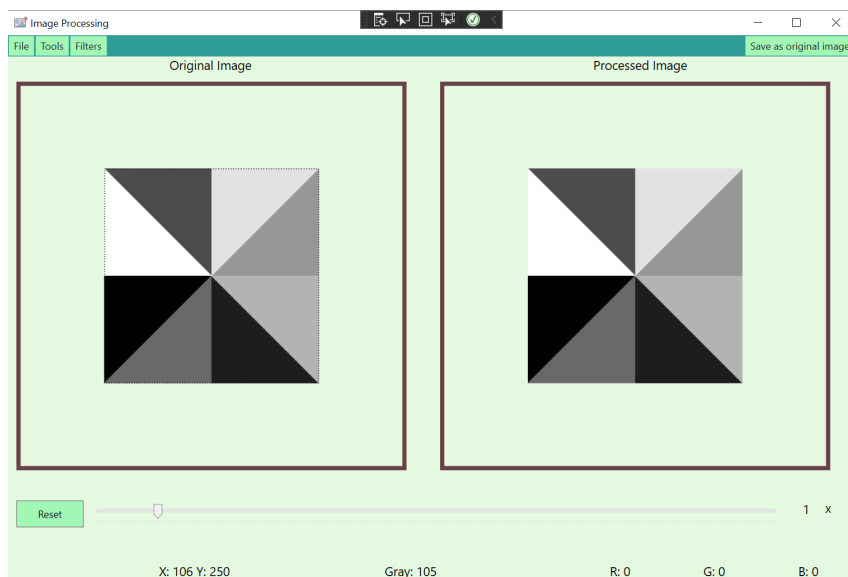 Image Processing
File Tools Filters Save as original image
Original Image Processed Image
Reset 1 x
X: 106 Y: 250 Gray: 105 R: 0 G: 0 B: 0